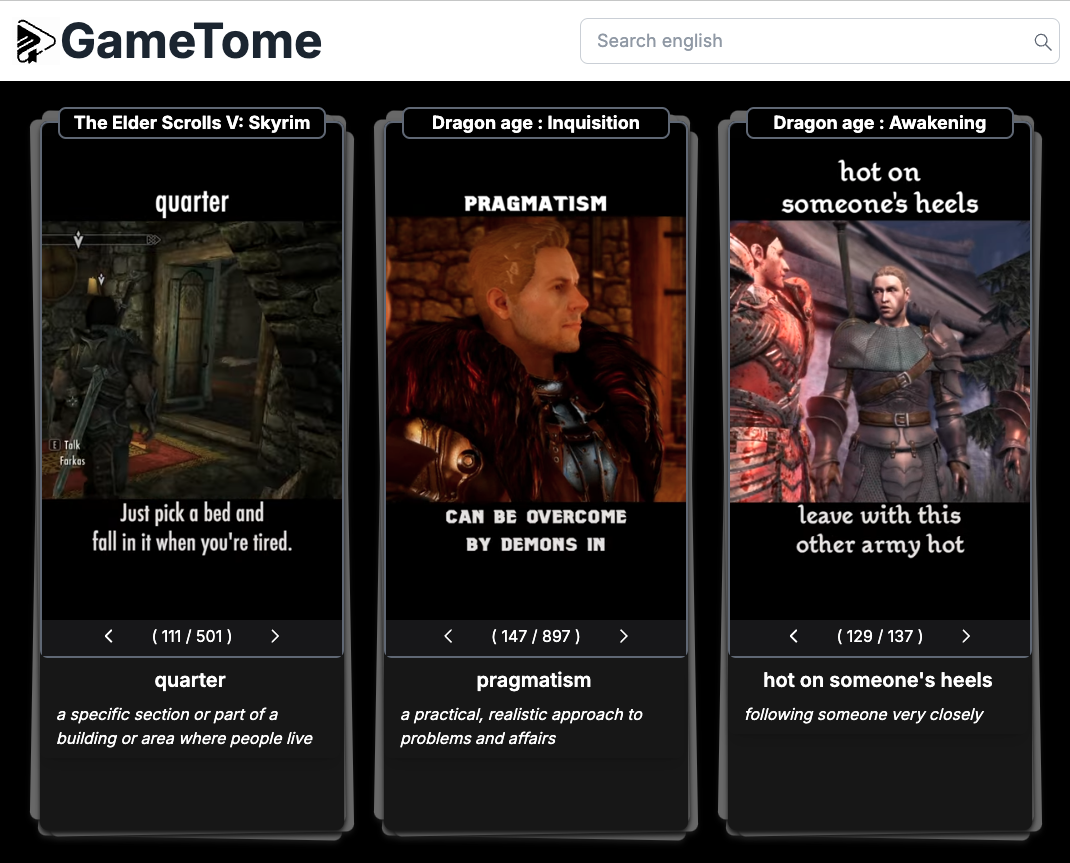 GameTome
Search english
The Elder Scrolls V: Skyrim
quarter
E Talk
Farkas
Just pick a bed and
fall in it when you're tired.
( 111 / 501 )
quarter
a specific section or part of a
building or area where people live
Dragon age : Inquisition
PRAGMATISM
CAN BE OVERCOME
BY DEMONS IN
( 147 / 897 )
pragmatism
a practical, realistic approach to
problems and affairs
Dragon age : Awakening
hot on
someone's heels
leave with this
other army hot
( 129 / 137 )
hot on someone's heels
following someone very closely